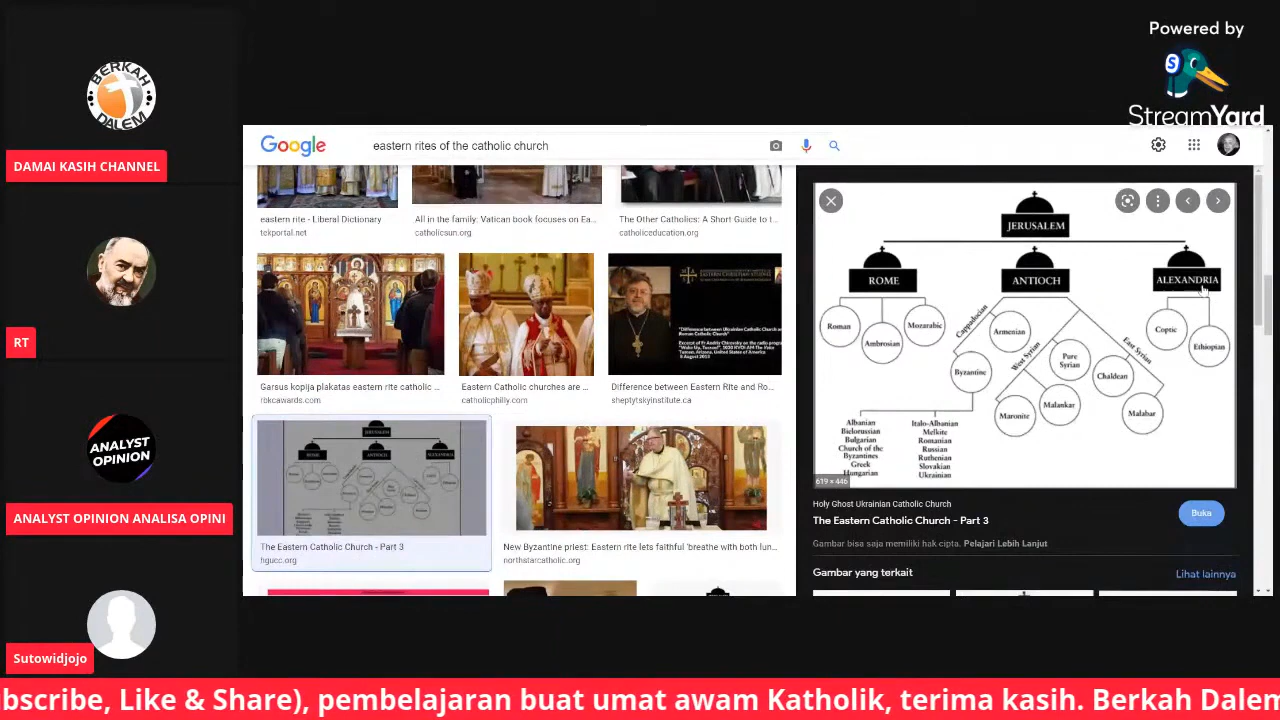 Powered by
StreamYard
BERKAH
DALEM
DAMAI KASIH CHANNEL
RT
ANALYST
OPINION
ANALYST OPINION ANALISA OPINI
Sutowidjojo
Google
eastern rites of the catholic church
eastern rite - Liberal Dictionary
tekportal.net
All in the family: Vatican book focuses on Ea...
catholicsun.org
The Other Catholics: A Short Guide to t...
catholiceducation.org
Garsus kopija plakatas eastern rite catholic ...
rbkcawards.com
Eastern Catholic churches are ...
catholicphilly.com
Difference between Eastern Rite and Ro...
sheptytskyinstitute.ca
The Eastern Catholic Church - Part 3
hgucc.org
New Byzantine priest: Eastern rite lets faithful 'breathe with both lun...
northstarcatholic.org
JERUSALEM
ROME
ANTIOCH
ALEXANDRIA
Roman
Ambrosian
Mozarabic
Cappadocian
Armenian
Byzantine
West Syrian
Pure
Syrian
East Syrian
Chaldean
Maronite
Malankar
Malabar
Coptic
Ethiopian
Albanian
Bielorussian
Bulgarian
Church of the
Byzantines
Greek
Hungarian
Italo-Albanian
Melkite
Romanian
Russian
Ruthenian
Slovakian
Ukrainian
619 × 446
Holy Ghost Ukrainian Catholic Church
The Eastern Catholic Church - Part 3
Buka
Gambar bisa saja memiliki hak cipta. Pelajari Lebih Lanjut
Gambar yang terkait
Lihat lainnya
ubscribe, Like & Share), pembelajaran buat umat awam Katholik, terima kasih. Berkah Dalem